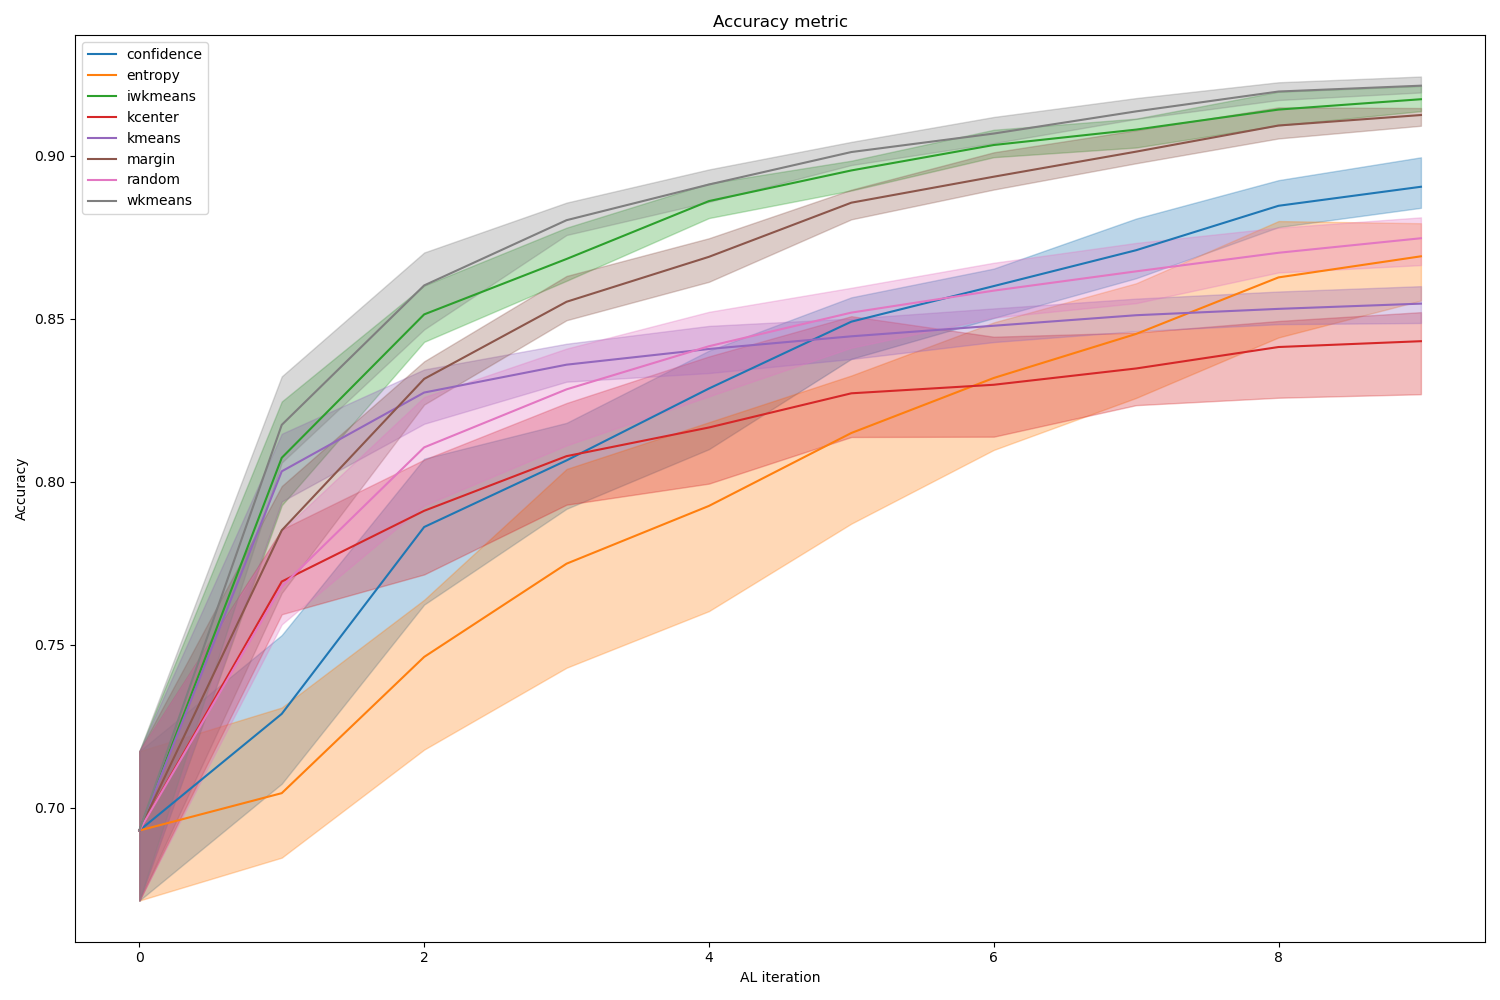 Accuracy metric
confidence
entropy
iwkmeans
kcenter
kmeans
margin
random
wkmeans
0.90
0.85
0.80
0.75
0.70
Accuracy
0 2 4 6 8
AL iteration